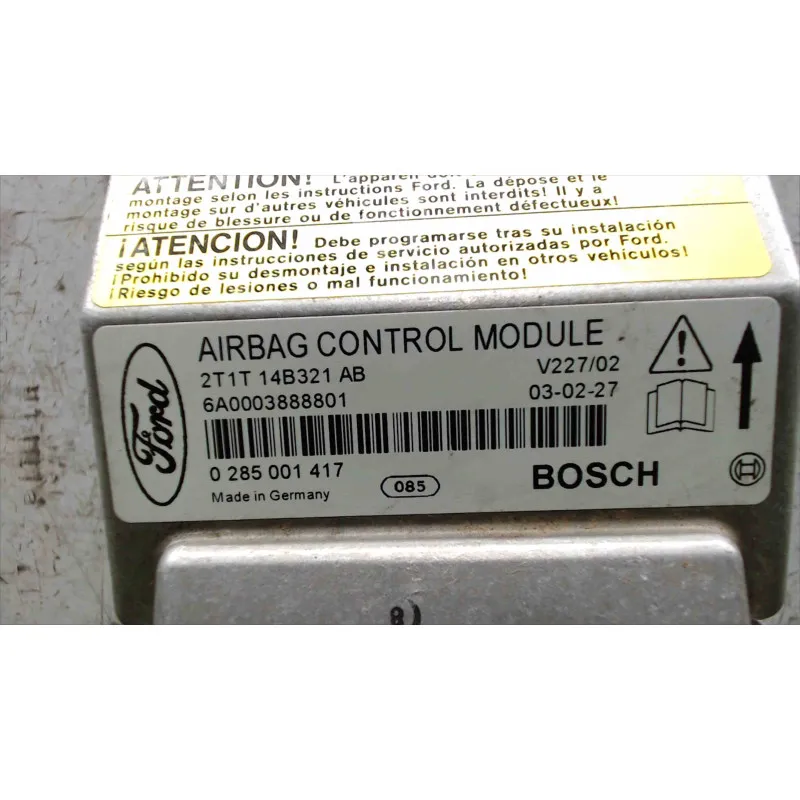 ATTENTION! L'appareil doit
montage selon les instructions Ford. La dépose et le
montage sur d'autres véhicules sont interdits! Il y a
risque de blessure ou de fonctionnement défectueux!
¡ATENCION! Debe programarse tras su instalación
según las instrucciones de servicio autorizadas por Ford.
¡Prohibido su desmontaje e instalación en otros vehículos!
¡Riesgo de lesiones o mal funcionamiento!
Ford
AIRBAG CONTROL MODULE
2T1T 14B321 AB V227/02
6A0003888801 03-02-27
0 285 001 417
Made in Germany 085 BOSCH
8)